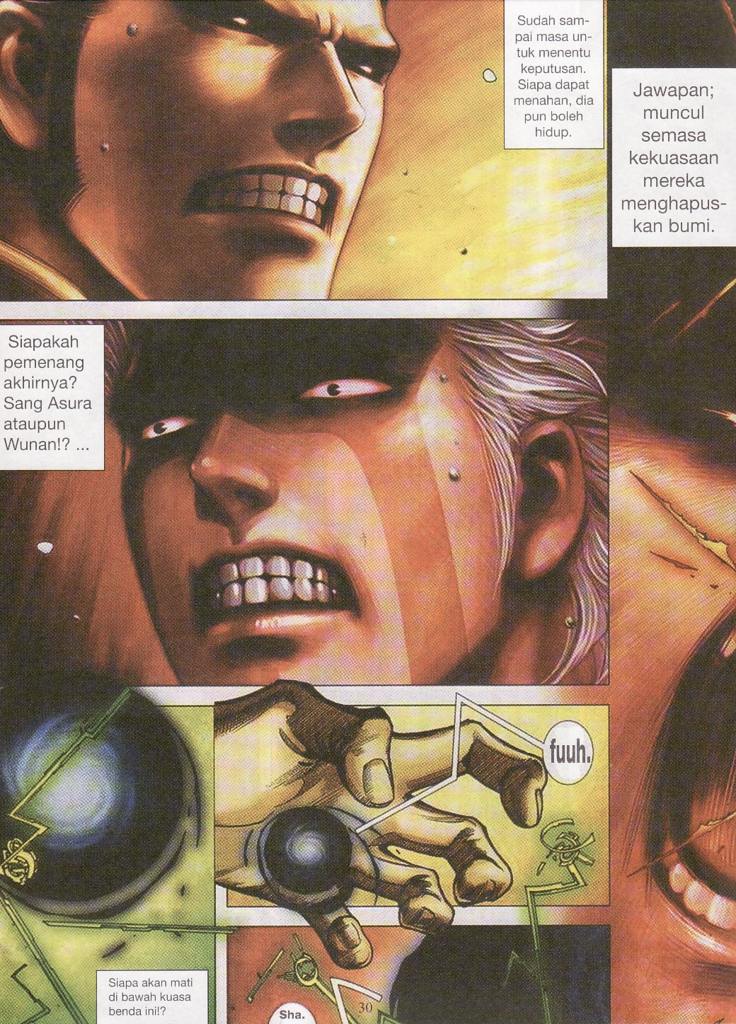 Sudah sam-
pai masa un-
tuk menentu
keputusan.
Siapa dapat
menahan, dia
pun boleh
hidup.
Jawapan;
muncul
semasa
kekuasaan
mereka
menghapus-
kan bumi.
Siapakah
pemenang
akhirnya?
Sang Asura
ataupun
Wunan!? ...
fuuh.
Siapa akan mati
di bawah kuasa
benda ini!?
Sha.
30